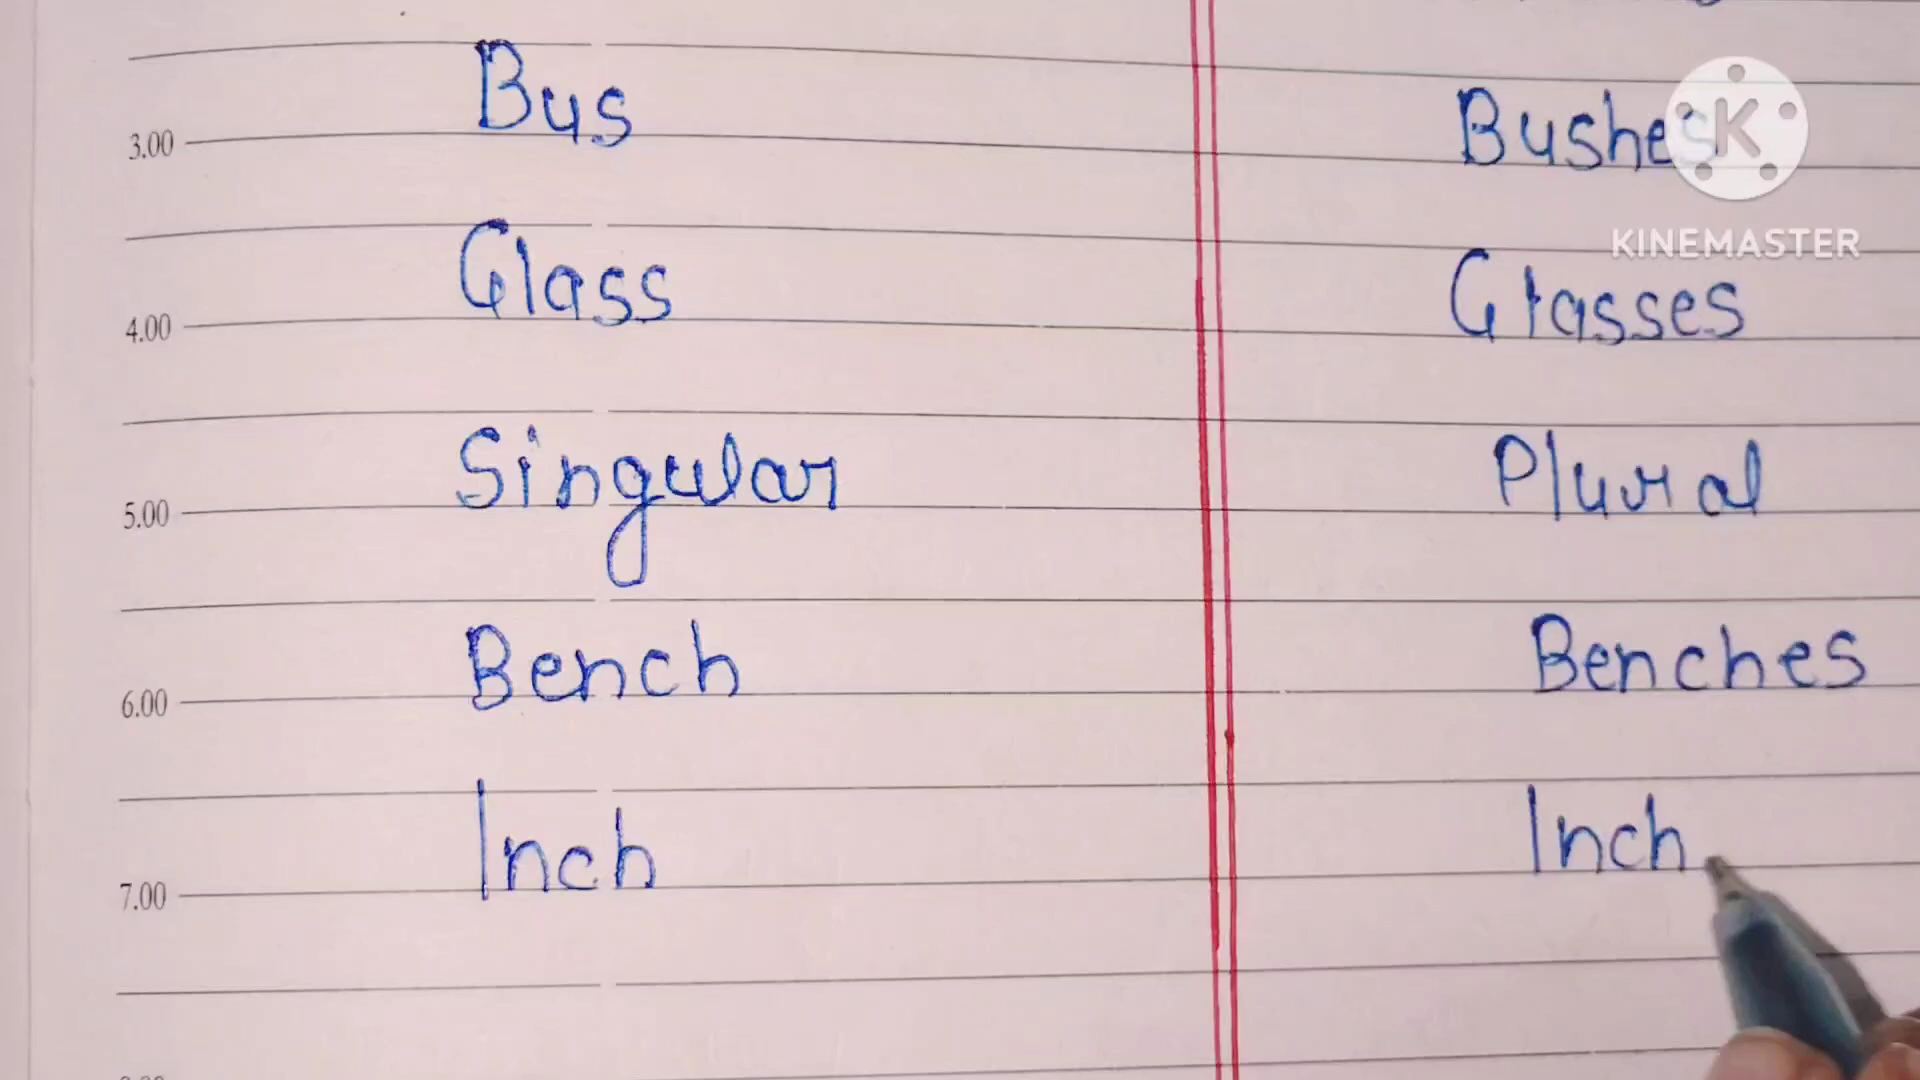 Bus Bushes
3.00
KINEMASTER
Glass Glasses
4.00
Singular Plural
5.00
Bench Benches
6.00
Inch Inch
7.00